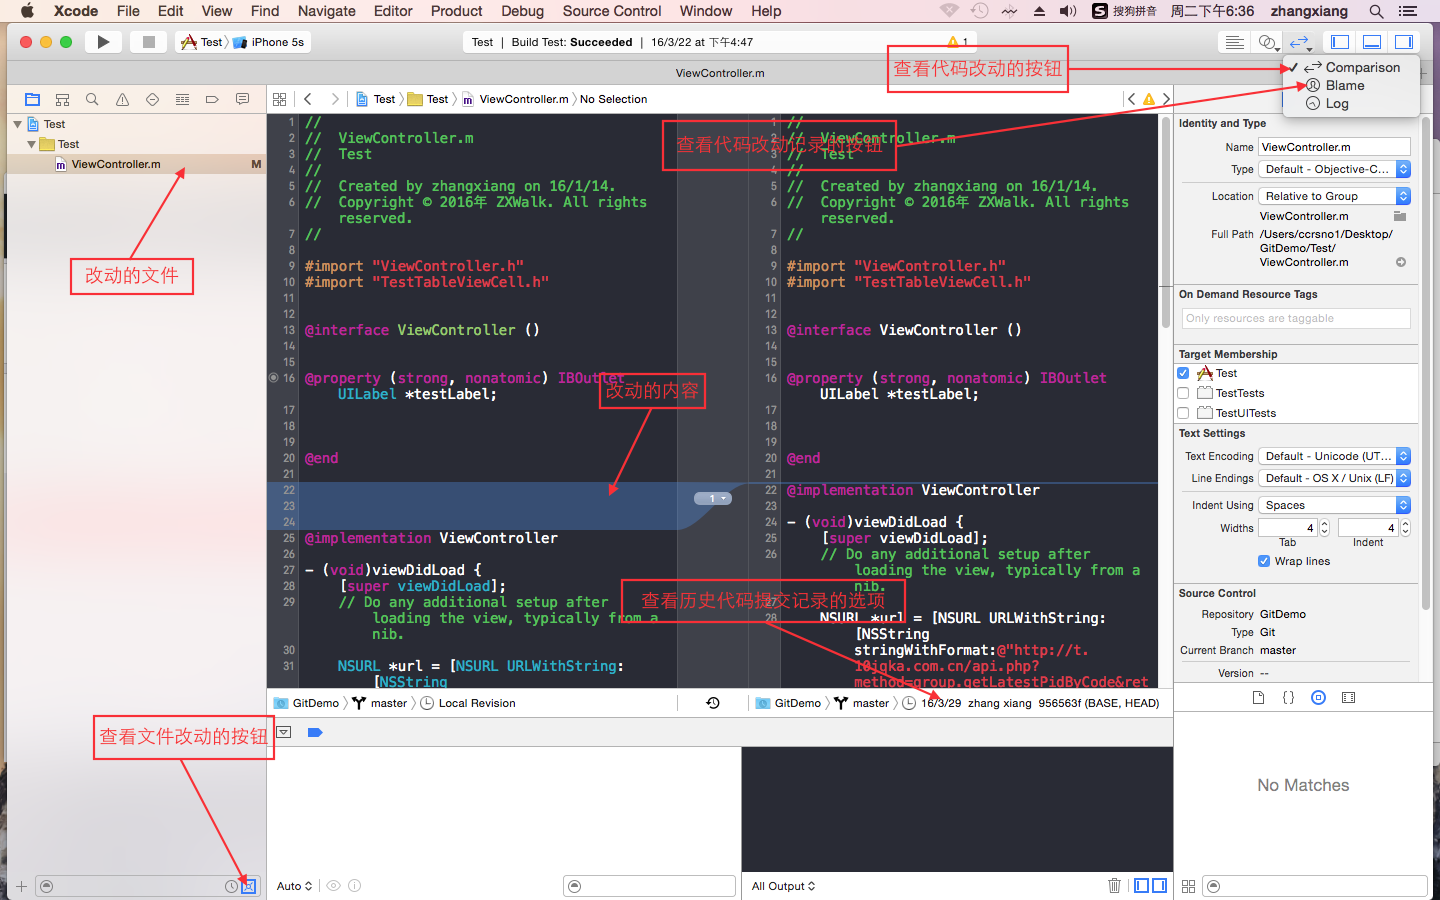 Xcode File Edit View Find Navigate Editor Product Debug Source Control Window Help
搜狗拼音 周二下午6:36 zhangxiang
Test iPhone 5s
Test | Build Test: Succeeded | 16/3/22 at 下午4:47
1
ViewController.m
查看代码改动的按钮
Comparison
Blame
Log
Test Test ViewController.m No Selection
Test
Test
ViewController.m M
改动的文件
查看文件改动的按钮
1 //
2 // ViewController.m
3 // Test
4 //
5 // Created by zhangxiang on 16/1/14.
6 // Copyright © 2016年 ZXWalk. All rights
reserved.
7 //
8
9 #import "ViewController.h"
10 #import "TestTableViewCell.h"
11
12
13 @interface ViewController ()
14
15
16 @property (strong, nonatomic) IBOutlet
UILabel *testLabel;
17
18
19
20 @end
21
22
23
24
25 @implementation ViewController
26
27 - (void)viewDidLoad {
28 [super viewDidLoad];
29 // Do any additional setup after
loading the view, typically from a
nib.
30
31 NSURL *url = [NSURL URLWithString:
[NSString
查看代码改动记录的按钮
改动的内容
1
查看历史代码提交记录的选项
1 //
2 // ViewController.m
3 // Test
4 //
5 // Created by zhangxiang on 16/1/14.
6 // Copyright © 2016年 ZXWalk. All rights
reserved.
7 //
8
9 #import "ViewController.h"
10 #import "TestTableViewCell.h"
11
12
13 @interface ViewController ()
14
15
16 @property (strong, nonatomic) IBOutlet
UILabel *testLabel;
17
18
19
20 @end
21
22 @implementation ViewController
23
24 - (void)viewDidLoad {
25 [super viewDidLoad];
26 // Do any additional setup after
loading the view, typically from a
nib.
27
28 NSURL *url = [NSURL URLWithString:
[NSString
stringWithFormat:@"http://t.
10jqka.com.cn/api.php?
method=group.getLatestPidByCode&ret
GitDemo master Local Revision
GitDemo master 16/3/29 zhang xiang 956563f (BASE, HEAD)
Auto
All Output
Identity and Type
Name ViewController.m
Type Default - Objective-C...
Location Relative to Group
ViewController.m
Full Path /Users/ccrsno1/Desktop/
GitDemo/Test/
ViewController.m
On Demand Resource Tags
Only resources are taggable
Target Membership
Test
TestTests
TestUITests
Text Settings
Text Encoding Default - Unicode (UT...
Line Endings Default - OS X / Unix (LF)
Indent Using Spaces
Widths 4 4
Tab Indent
Wrap lines
Source Control
Repository GitDemo
Type Git
Current Branch master
Version --
No Matches